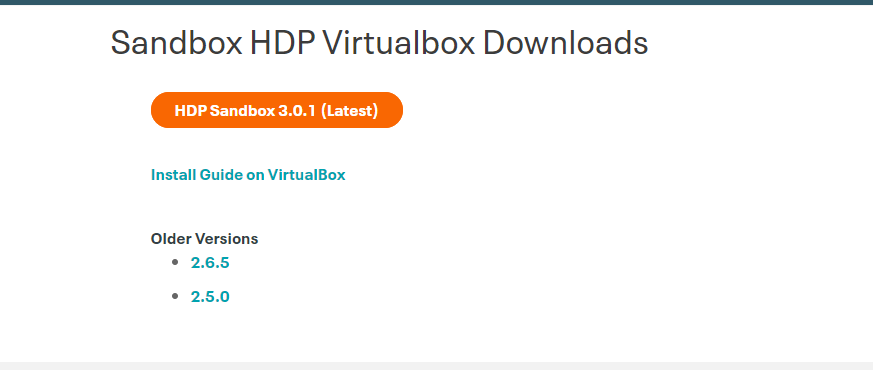 Sandbox HDP Virtualbox Downloads
HDP Sandbox 3.0.1 (Latest)
Install Guide on VirtualBox
Older Versions
2.6.5
2.5.0